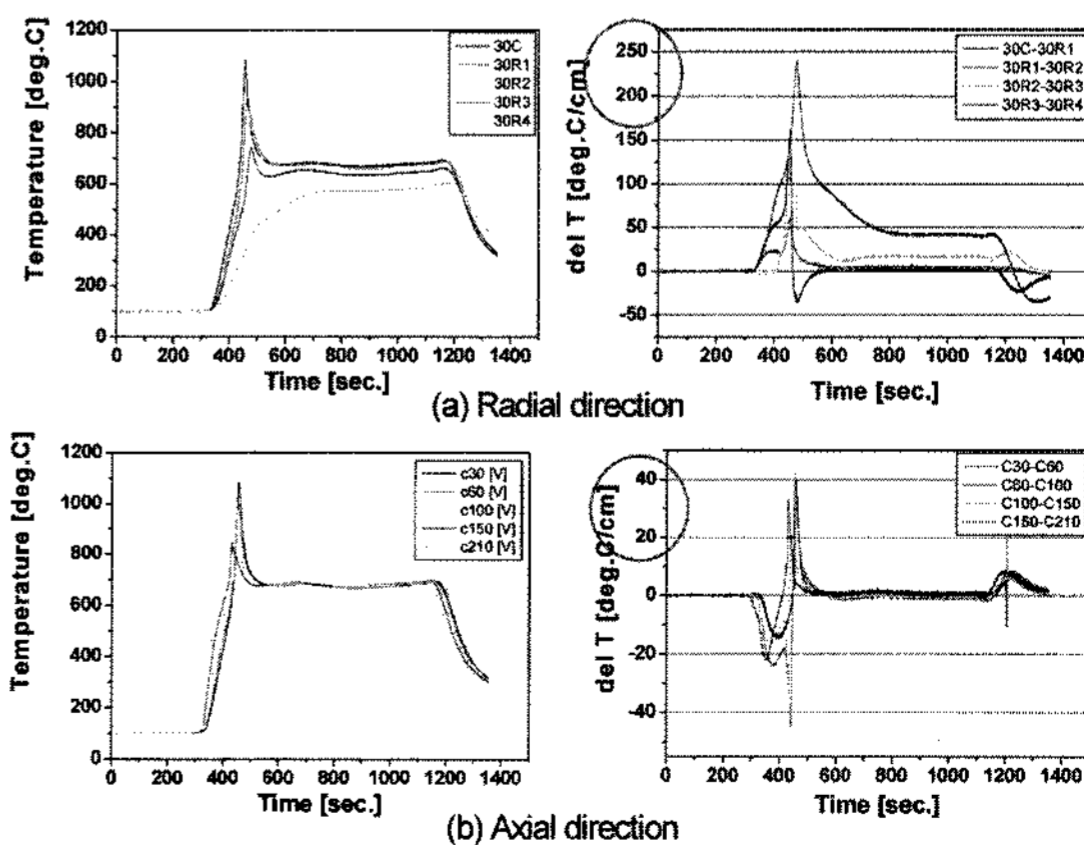 1200
1000
800
600
400
200
0
Temperature [deg.C]
30C
30R1
30R2
30R3
30R4
0 200 400 600 800 1000 1200 1400
Time [sec.]
250
200
150
100
50
0
-50
del T [deg.C/cm]
30C-30R1
30R1-30R2
30R2-30R3
30R3-30R4
0 200 400 600 800 1000 1200 1400
Time [sec.]
(a) Radial direction
1200
1000
800
600
400
200
0
Temperature [deg.C]
c30 [V]
c60 [V]
c100 [V]
c150 [V]
c210 [V]
0 200 400 600 800 1000 1200 1400
Time [sec.]
40
20
0
-20
-40
del T [deg.C/cm]
C30-C60
C60-C100
C100-C150
C150-C210
0 200 400 600 800 1000 1200 1400
Time [sec.]
(b) Axial direction